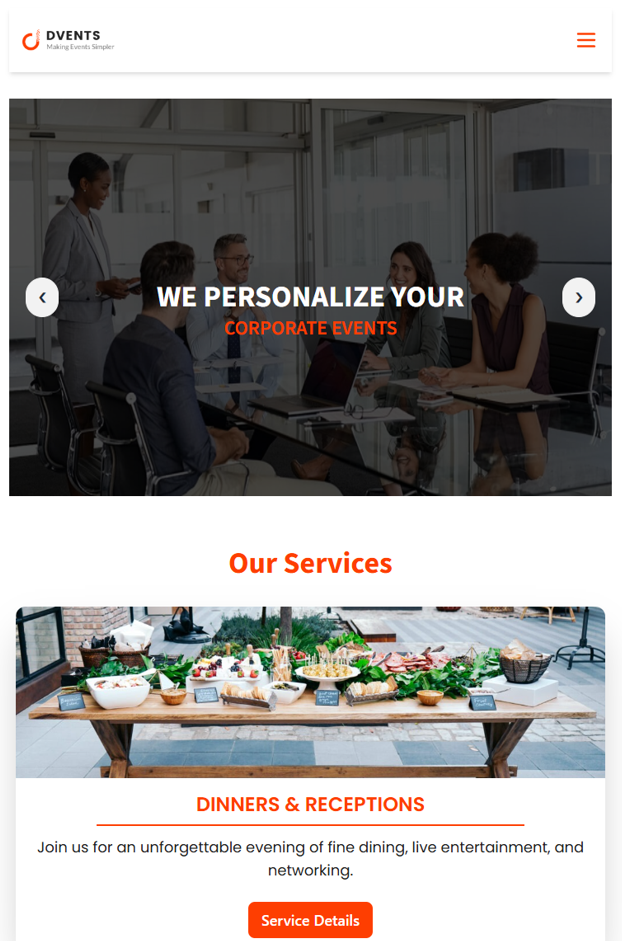 DVENTS
Making Events Simpler
WE PERSONALIZE YOUR
CORPORATE EVENTS
Our Services
DINNERS & RECEPTIONS
Join us for an unforgettable evening of fine dining, live entertainment, and
networking.
Service Details